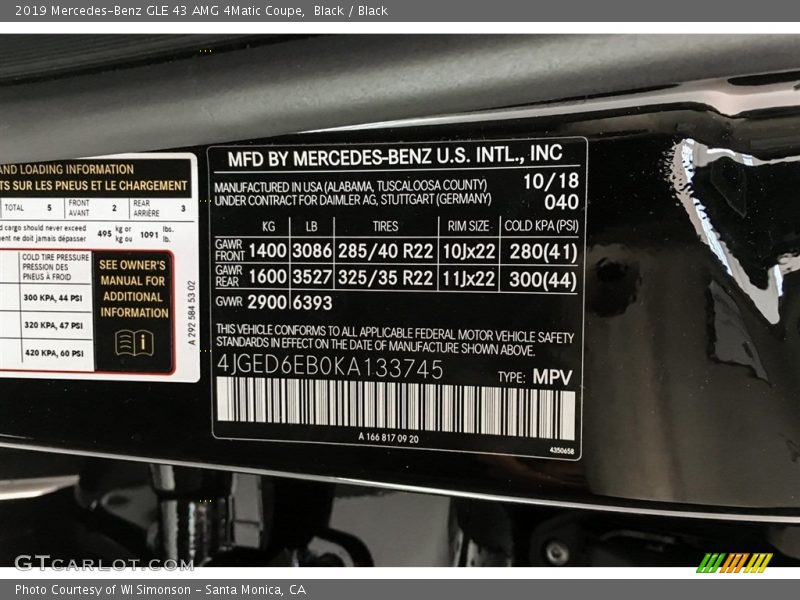 2019 Mercedes-Benz GLE 43 AMG 4Matic Coupe,  Black / Black
AND LOADING INFORMATION
TS SUR LES PNEUS ET LE CHARGEMENT
TOTAL 5 FRONT AVANT 2 REAR ARRIÈRE 3
d cargo should never exceed 495 kg or 1091 lbs.
ent ne doit jamais dépasser kg ou lb.
COLD TIRE PRESSURE
PRESSION DES
PNEUS À FROID
300 KPA, 44 PSI
320 KPA, 47 PSI
420 KPA, 60 PSI
SEE OWNER'S
MANUAL FOR
ADDITIONAL
INFORMATION
A 292 584 53 02
MFD BY MERCEDES-BENZ U.S. INTL., INC
MANUFACTURED IN USA (ALABAMA, TUSCALOOSA COUNTY) 10/18
UNDER CONTRACT FOR DAIMLER AG, STUTTGART (GERMANY) 040
KG LB TIRES RIM SIZE COLD KPA (PSI)
GAWR FRONT 1400 3086 285/40 R22 10Jx22 280(41)
GAWR REAR 1600 3527 325/35 R22 11Jx22 300(44)
GVWR 2900 6393
THIS VEHICLE CONFORMS TO ALL APPLICABLE FEDERAL MOTOR VEHICLE SAFETY
STANDARDS IN EFFECT ON THE DATE OF MANUFACTURE SHOWN ABOVE.
4JGED6EB0KA133745 TYPE: MPV
A 166 817 09 20
4350658
GTCARLOT.COM
Photo Courtesy of WI Simonson – Santa Monica, CA